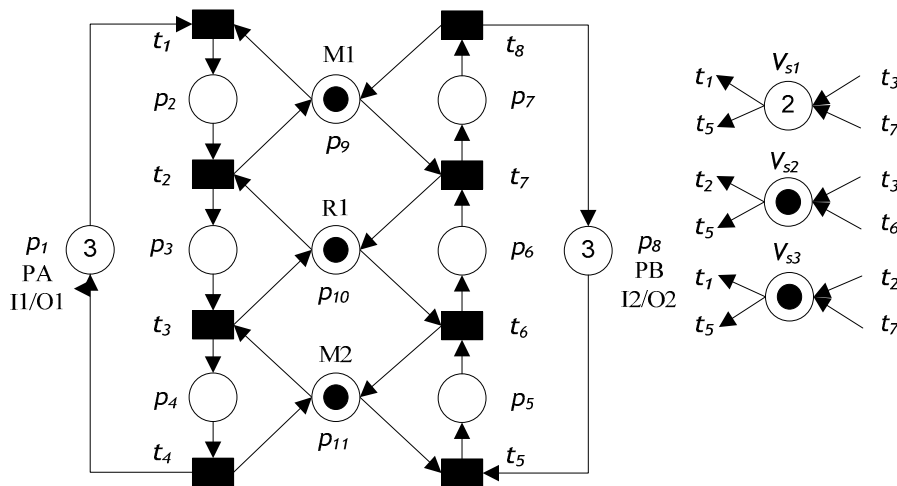 t1
M1
t8
Vs1
p2
p9
p7
t1
t5
2
t3
t7
t2
R1
t7
Vs2
p1
PA
I1/O1
3
p3
p10
p6
3
p8
PB
I2/O2
t2
t5
t3
t6
t3
M2
t6
Vs3
p4
p11
p5
t1
t5
t2
t7
t4
t5